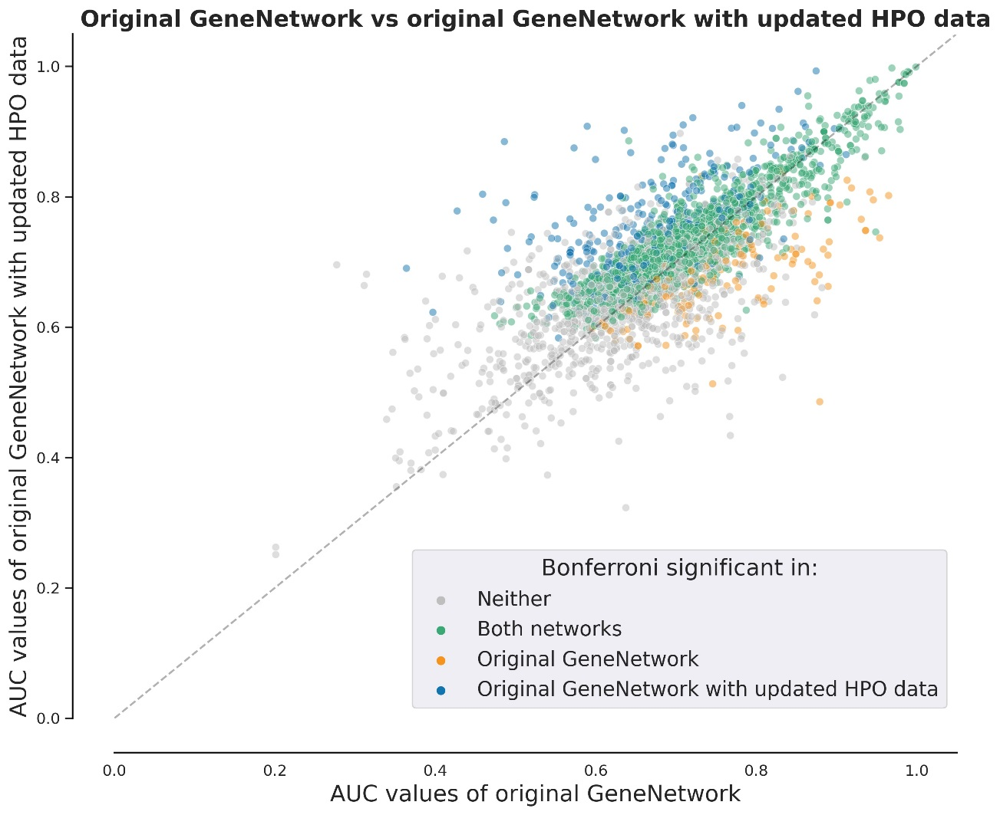 Original GeneNetwork vs original GeneNetwork with updated HPO data
AUC values of original GeneNetwork with updated HPO data
1.0
0.8
0.6
0.4
0.2
0.0
Bonferroni significant in:
Neither
Both networks
Original GeneNetwork
Original GeneNetwork with updated HPO data
0.0 0.2 0.4 0.6 0.8 1.0
AUC values of original GeneNetwork